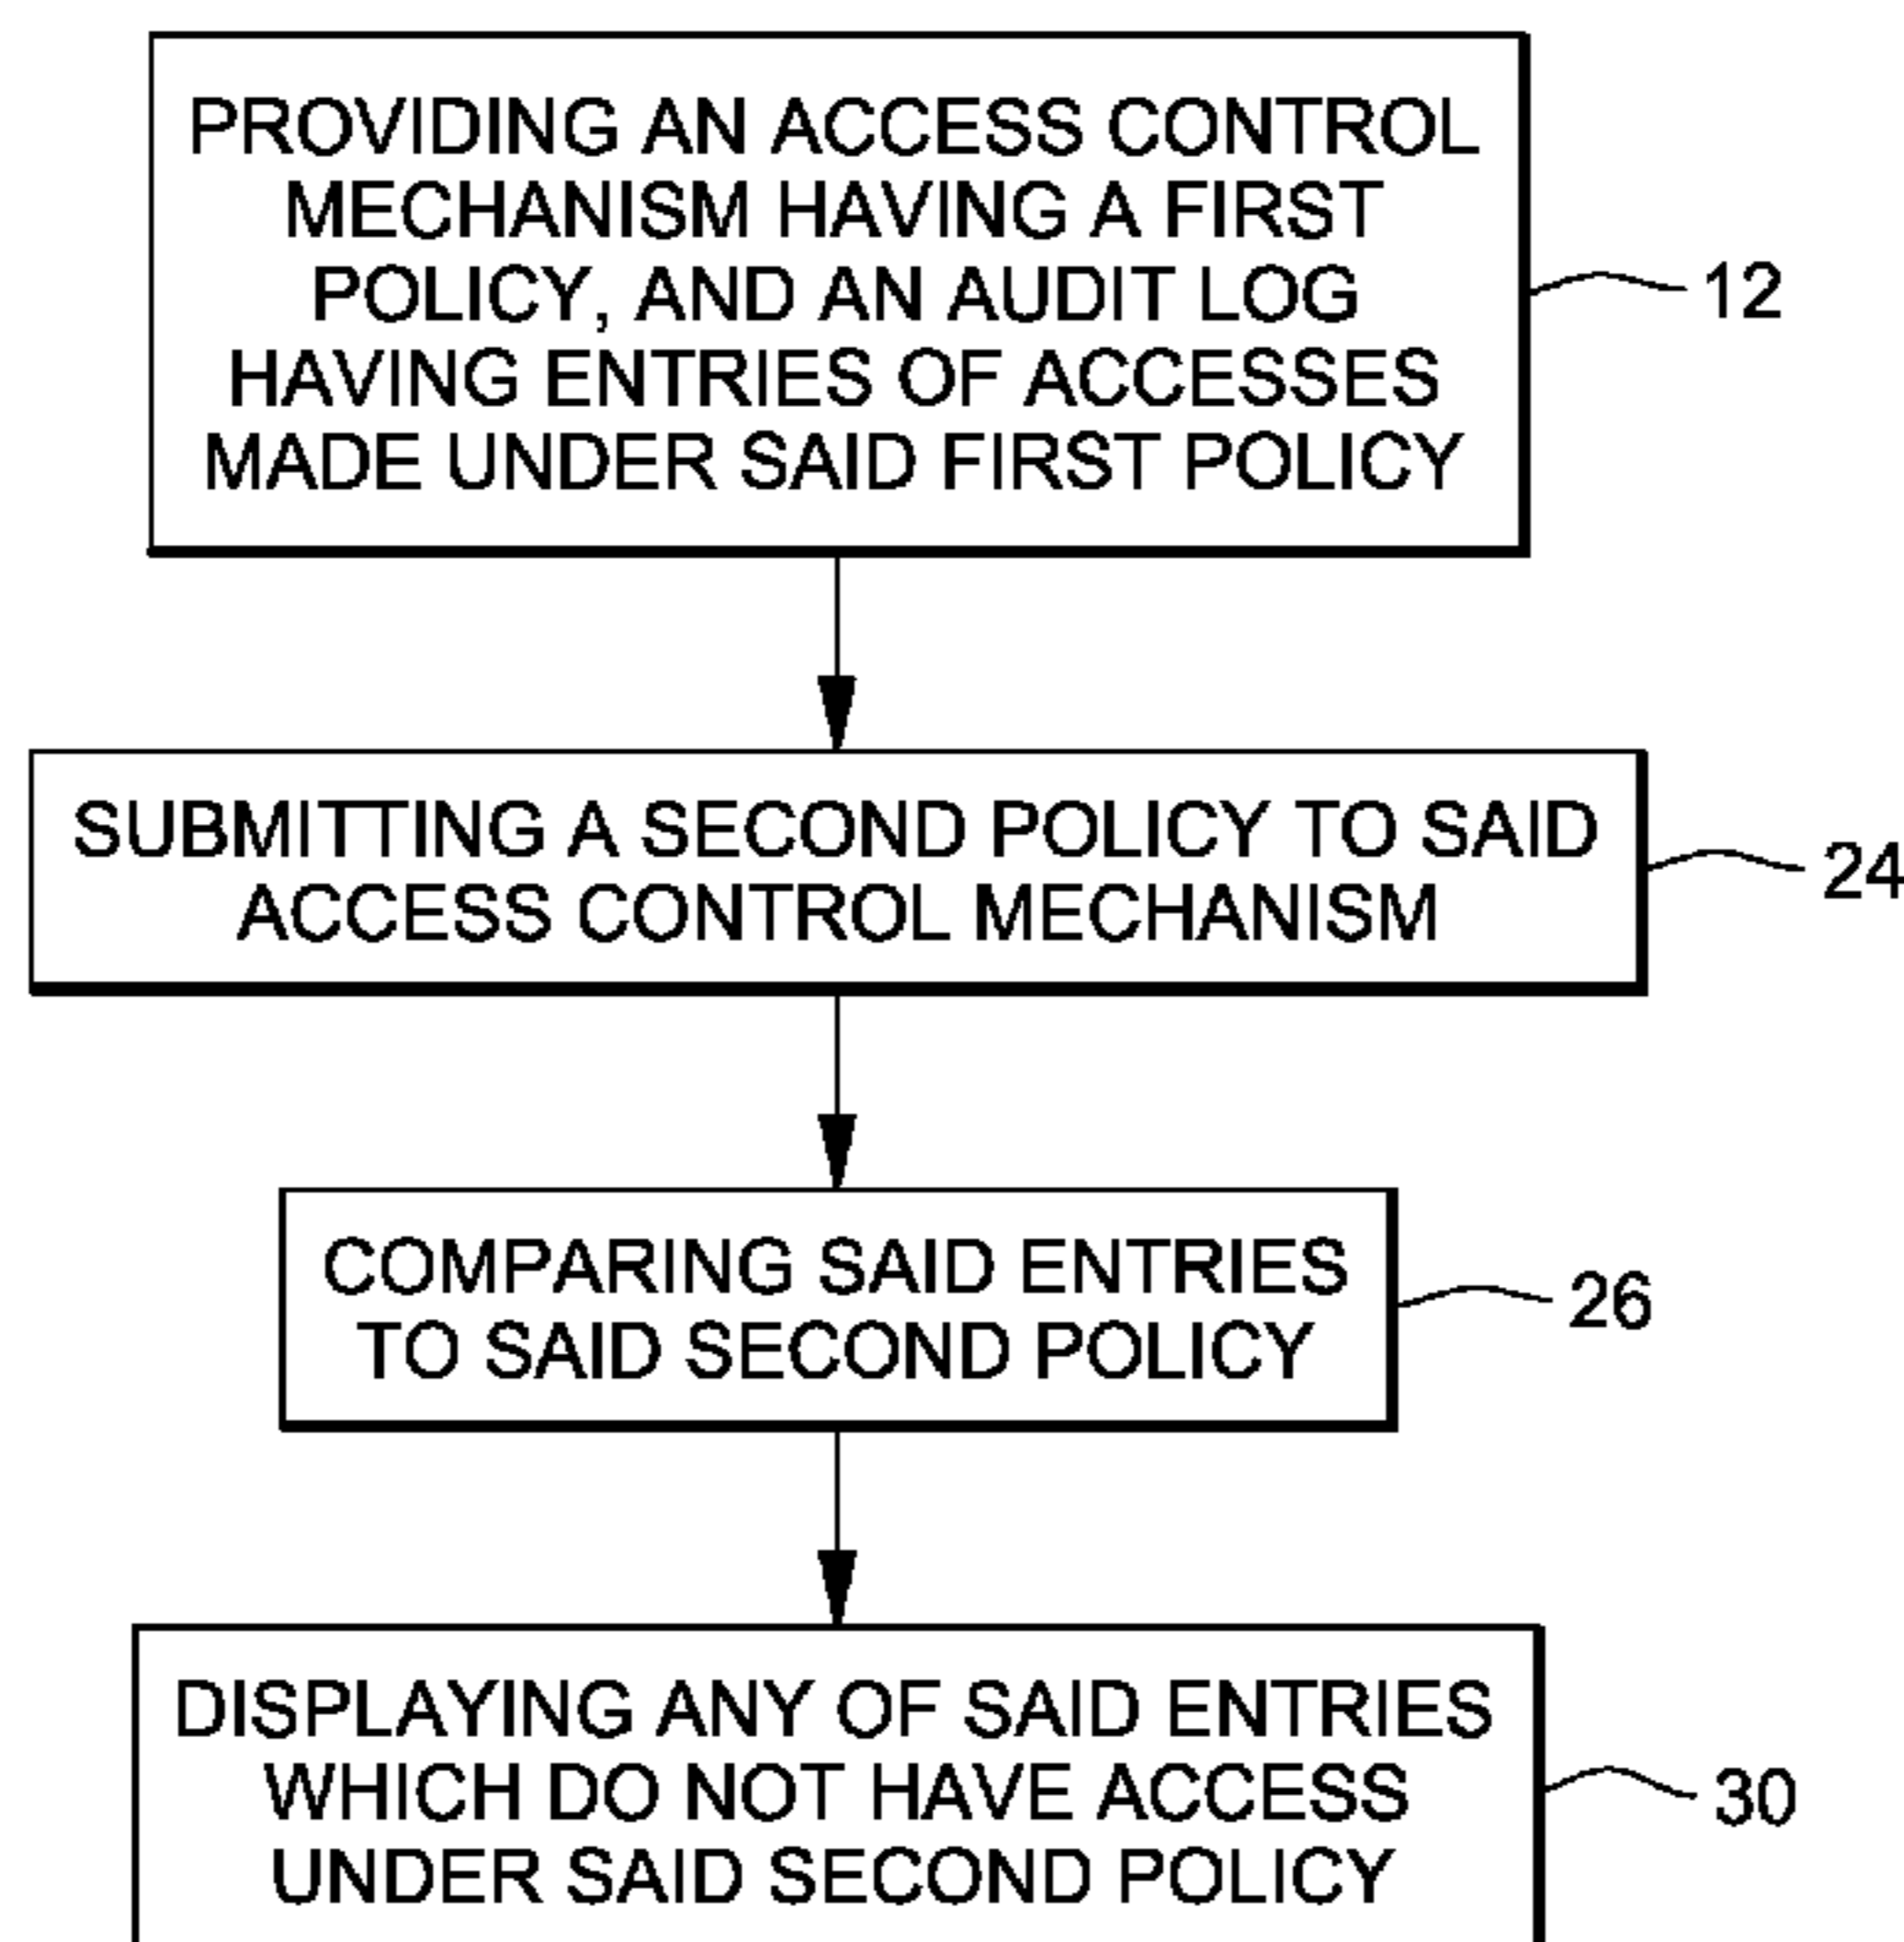 PROVIDING AN ACCESS CONTROL
MECHANISM HAVING A FIRST
POLICY, AND AN AUDIT LOG
HAVING ENTRIES OF ACCESSES
MADE UNDER SAID FIRST POLICY
12
SUBMITTING A SECOND POLICY TO SAID
ACCESS CONTROL MECHANISM
24
COMPARING SAID ENTRIES
TO SAID SECOND POLICY
26
DISPLAYING ANY OF SAID ENTRIES
WHICH DO NOT HAVE ACCESS
UNDER SAID SECOND POLICY
30